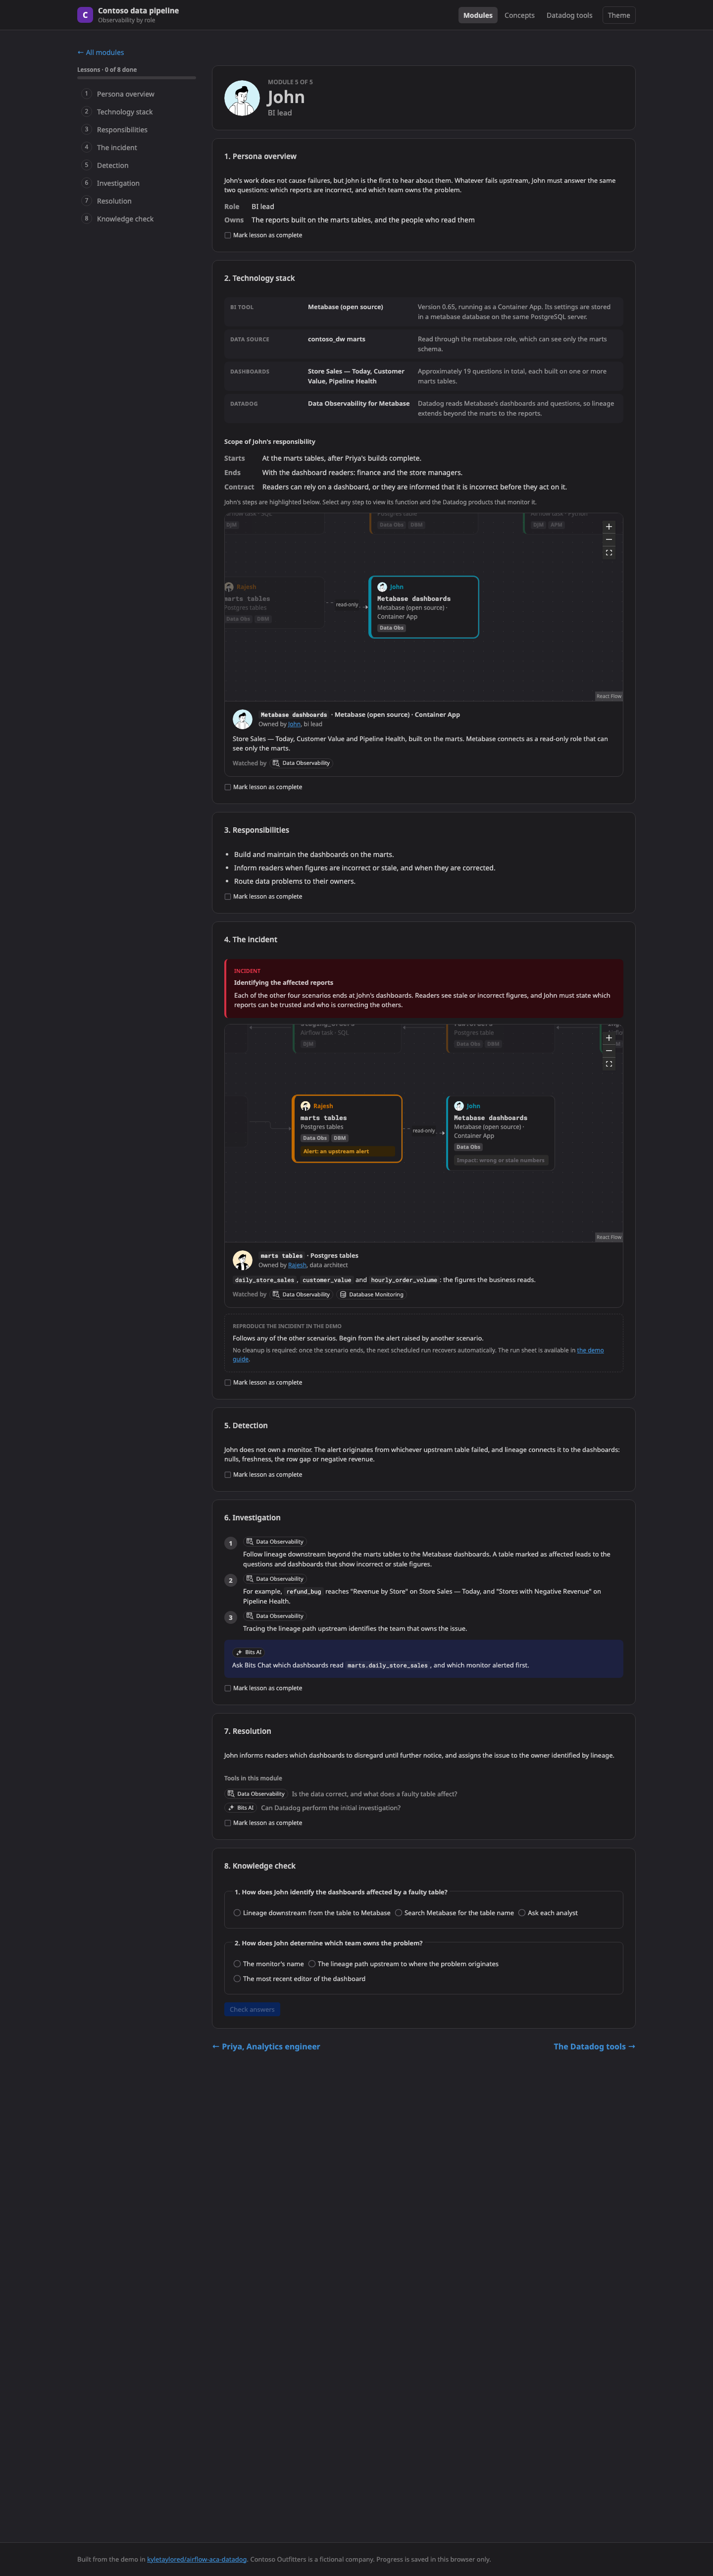 C
Contoso data pipeline
Observability by role
Modules
Concepts
Datadog tools
Theme
← All modules
Lessons · 0 of 8 done
1 Persona overview
2 Technology stack
3 Responsibilities
4 The incident
5 Detection
6 Investigation
7 Resolution
8 Knowledge check
MODULE 5 OF 5
John
BI lead
1. Persona overview
John's work does not cause failures, but John is the first to hear about them. Whatever fails upstream, John must answer the same
two questions: which reports are incorrect, and which team owns the problem.
Role BI lead
Owns The reports built on the marts tables, and the people who read them
Mark lesson as complete
2. Technology stack
BI TOOL
Metabase (open source)
Version 0.65, running as a Container App. Its settings are stored
in a metabase database on the same PostgreSQL server.
DATA SOURCE
contoso_dw marts
Read through the metabase role, which can see only the marts
schema.
DASHBOARDS
Store Sales — Today, Customer
Value, Pipeline Health
Approximately 19 questions in total, each built on one or more
marts tables.
DATADOG
Data Observability for Metabase
Datadog reads Metabase's dashboards and questions, so lineage
extends beyond the marts to the reports.
Scope of John's responsibility
Starts At the marts tables, after Priya's builds complete.
Ends With the dashboard readers: finance and the store managers.
Contract Readers can rely on a dashboard, or they are informed that it is incorrect before they act on it.
John's steps are highlighted below. Select any step to view its function and the Datadog products that monitor it.
DJM
Postgres table
Data Obs DBM
Airflow task · Python
DJM APM
Rajesh
marts tables
Postgres tables
Data Obs DBM
read-only
John
Metabase dashboards
Metabase (open source) ·
Container App
Data Obs
React Flow
Metabase dashboards · Metabase (open source) · Container App
Owned by John, bi lead
Store Sales — Today, Customer Value and Pipeline Health, built on the marts. Metabase connects as a read-only role that can
see only the marts.
Watched by Data Observability
Mark lesson as complete
3. Responsibilities
• Build and maintain the dashboards on the marts.
• Inform readers when figures are incorrect or stale, and when they are corrected.
• Route data problems to their owners.
Mark lesson as complete
4. The incident
INCIDENT
Identifying the affected reports
Each of the other four scenarios ends at John's dashboards. Readers see stale or incorrect figures, and John must state which
reports can be trusted and who is correcting the others.
Airflow task · SQL
DJM
Postgres table
Data Obs DBM
Rajesh
marts tables
Postgres tables
Data Obs DBM
Alert: an upstream alert
read-only
John
Metabase dashboards
Metabase (open source) ·
Container App
Data Obs
Impact: wrong or stale numbers
React Flow
marts tables · Postgres tables
Owned by Rajesh, data architect
daily_store_sales, customer_value and hourly_order_volume: the figures the business reads.
Watched by Data Observability Database Monitoring
REPRODUCE THE INCIDENT IN THE DEMO
Follows any of the other scenarios. Begin from the alert raised by another scenario.
No cleanup is required: once the scenario ends, the next scheduled run recovers automatically. The run sheet is available in the demo
guide.
Mark lesson as complete
5. Detection
John does not own a monitor. The alert originates from whichever upstream table failed, and lineage connects it to the dashboards:
nulls, freshness, the row gap or negative revenue.
Mark lesson as complete
6. Investigation
1 Data Observability
Follow lineage downstream beyond the marts tables to the Metabase dashboards. A table marked as affected leads to the
questions and dashboards that show incorrect or stale figures.
2 Data Observability
For example, refund_bug reaches "Revenue by Store" on Store Sales — Today, and "Stores with Negative Revenue" on
Pipeline Health.
3 Data Observability
Tracing the lineage path upstream identifies the team that owns the issue.
Bits AI
Ask Bits Chat which dashboards read marts.daily_store_sales, and which monitor alerted first.
Mark lesson as complete
7. Resolution
John informs readers which dashboards to disregard until further notice, and assigns the issue to the owner identified by lineage.
Tools in this module
Data Observability Is the data correct, and what does a faulty table affect?
Bits AI Can Datadog perform the initial investigation?
Mark lesson as complete
8. Knowledge check
1. How does John identify the dashboards affected by a faulty table?
Lineage downstream from the table to Metabase Search Metabase for the table name Ask each analyst
2. How does John determine which team owns the problem?
The monitor's name The lineage path upstream to where the problem originates
The most recent editor of the dashboard
Check answers
← Priya, Analytics engineer
The Datadog tools →
Built from the demo in kyletaylored/airflow-aca-datadog. Contoso Outfitters is a fictional company. Progress is saved in this browser only.